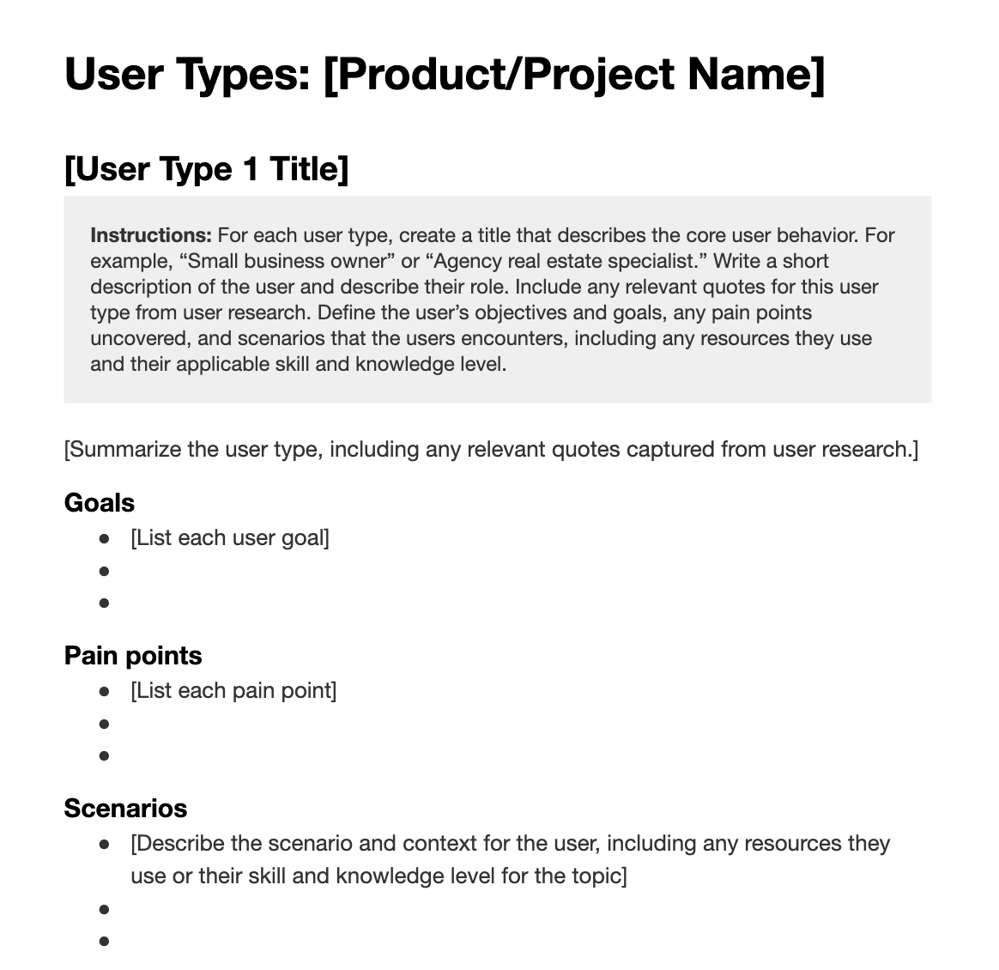 User Types: [Product/Project Name]
[User Type 1 Title]
Instructions: For each user type, create a title that describes the core user behavior. For
example, “Small business owner” or “Agency real estate specialist.” Write a short
description of the user and describe their role. Include any relevant quotes for this user
type from user research. Define the user’s objectives and goals, any pain points
uncovered, and scenarios that the users encounters, including any resources they use
and their applicable skill and knowledge level.
[Summarize the user type, including any relevant quotes captured from user research.]
Goals
● [List each user goal]
●
●
Pain points
● [List each pain point]
●
●
Scenarios
● [Describe the scenario and context for the user, including any resources they
use or their skill and knowledge level for the topic]
●
●